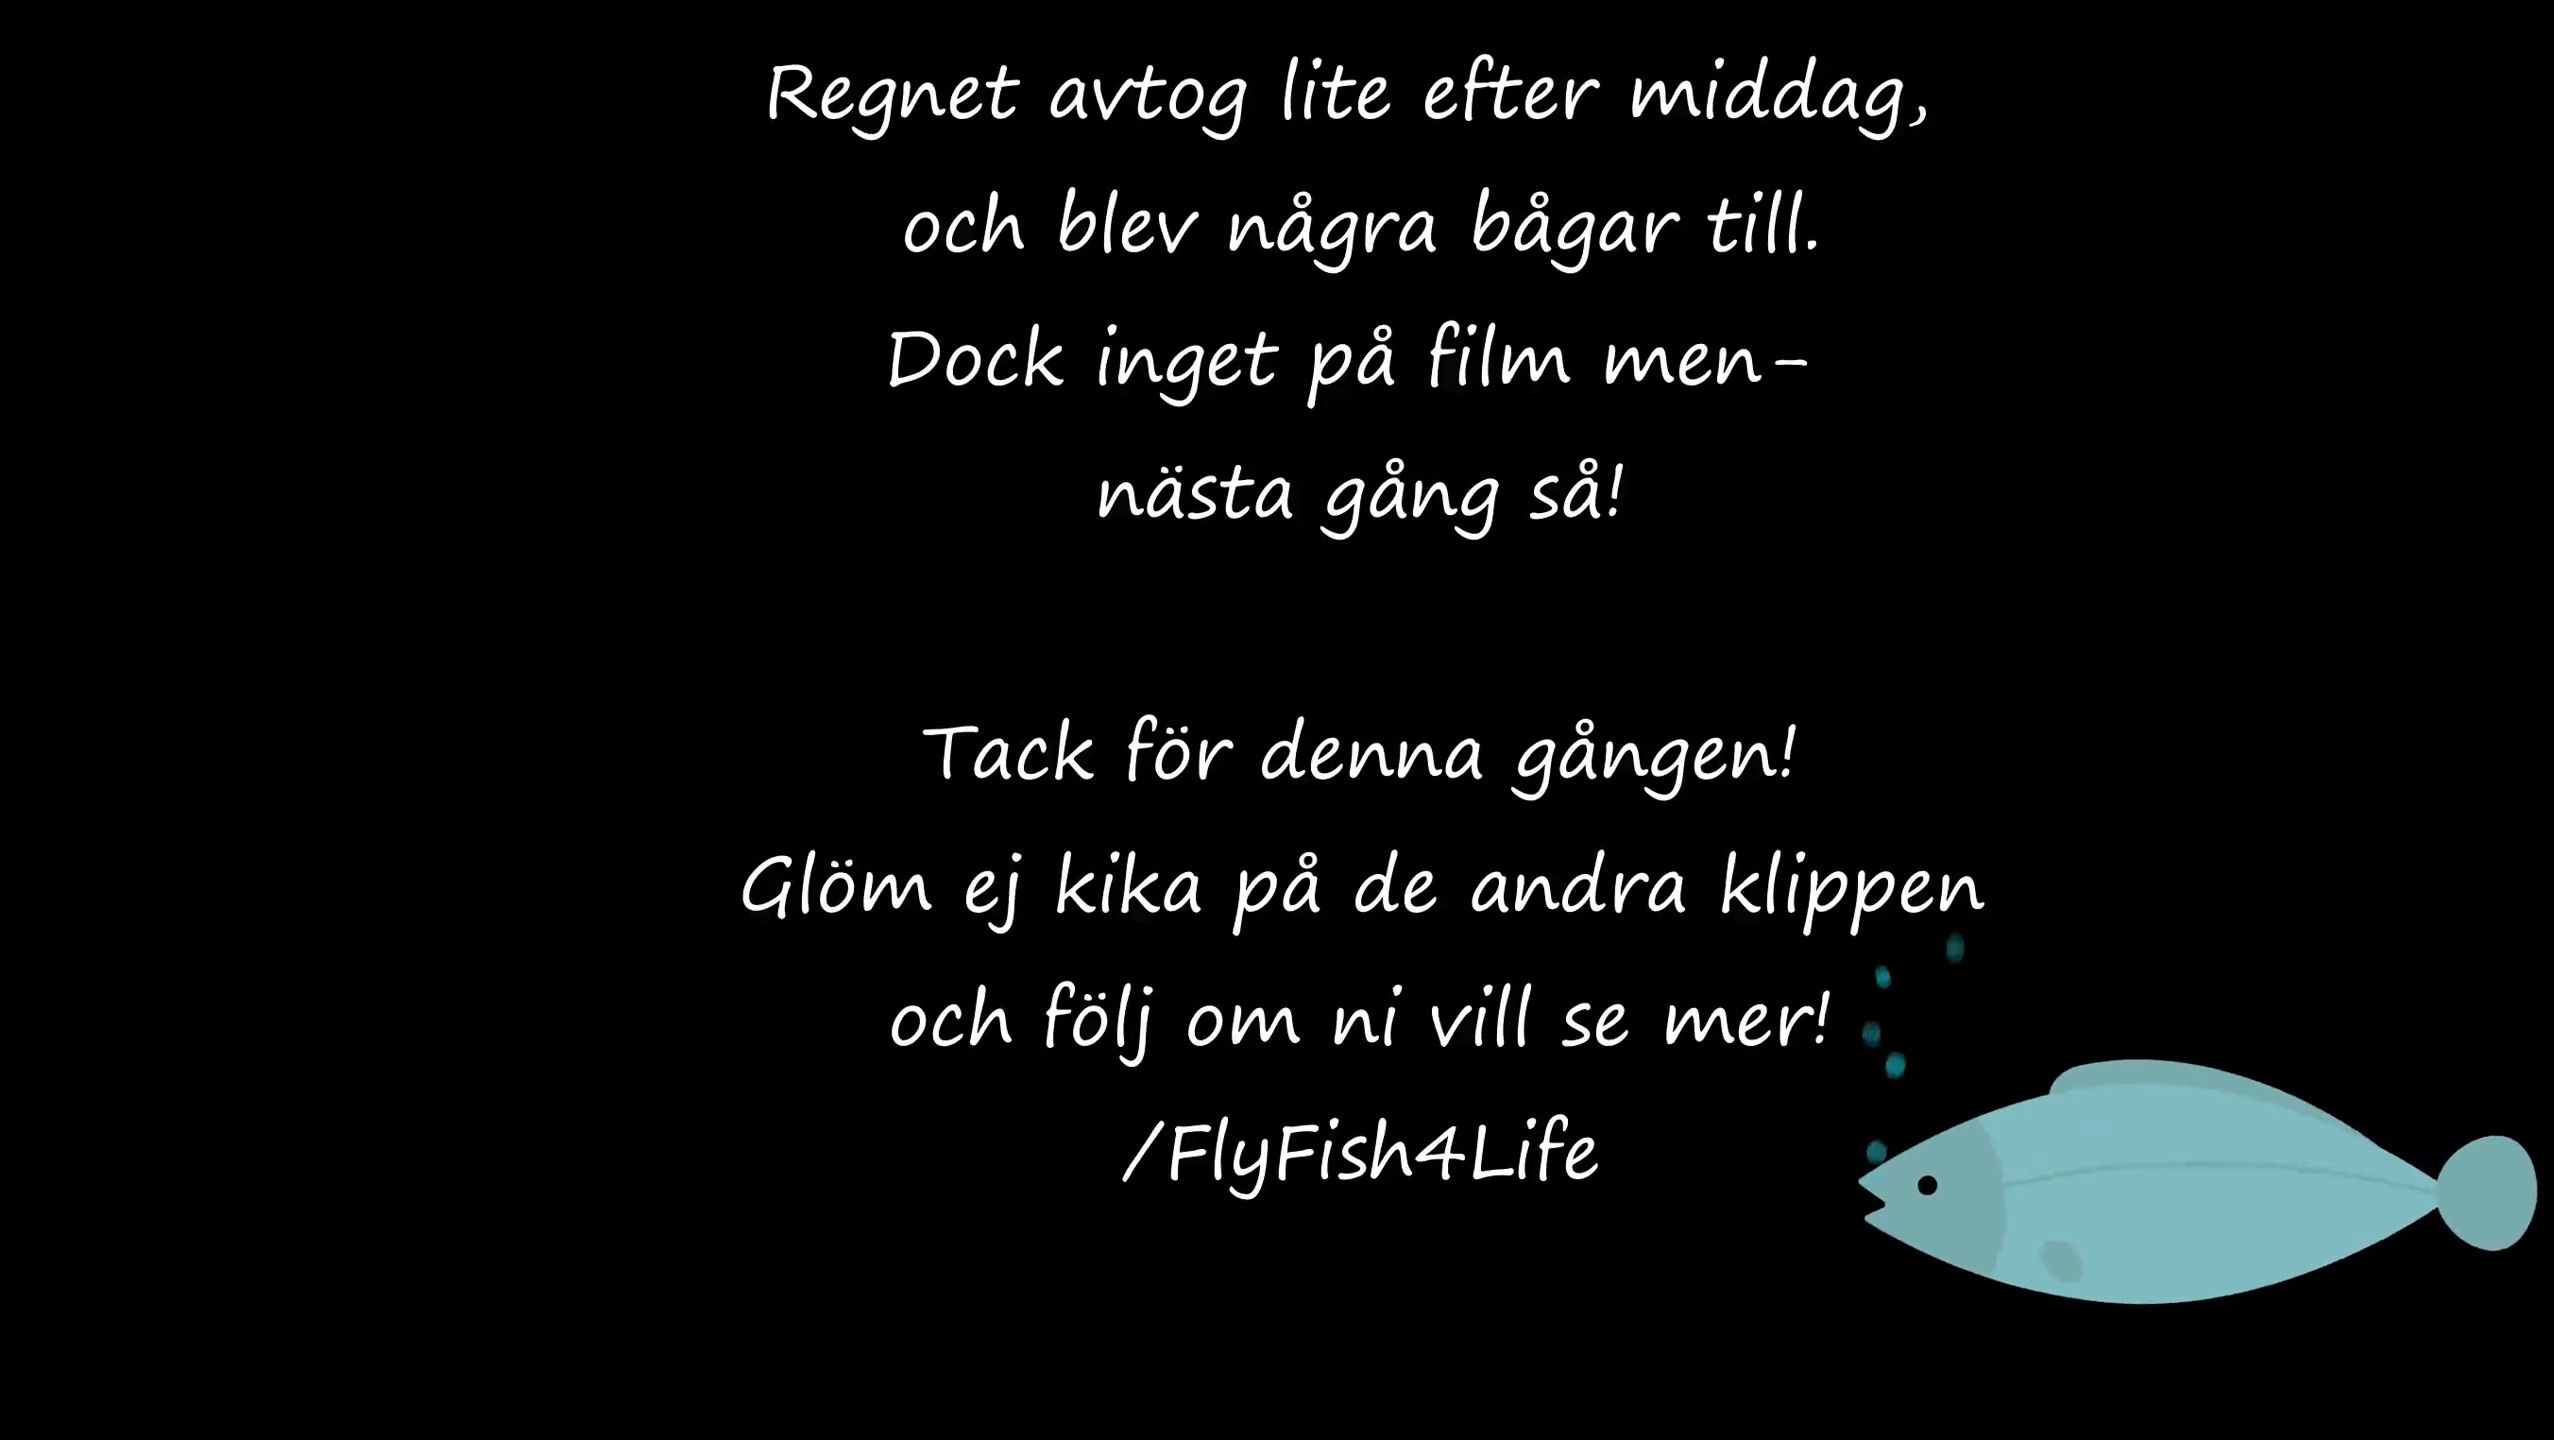 Regnet avtog lite efter middag,
och blev några bågar till.
Dock inget på film men-
nästa gång så!
Tack för denna gången!
Glöm ej kika på de andra klippen
och följ om ni vill se mer!
/FlyFish4Life